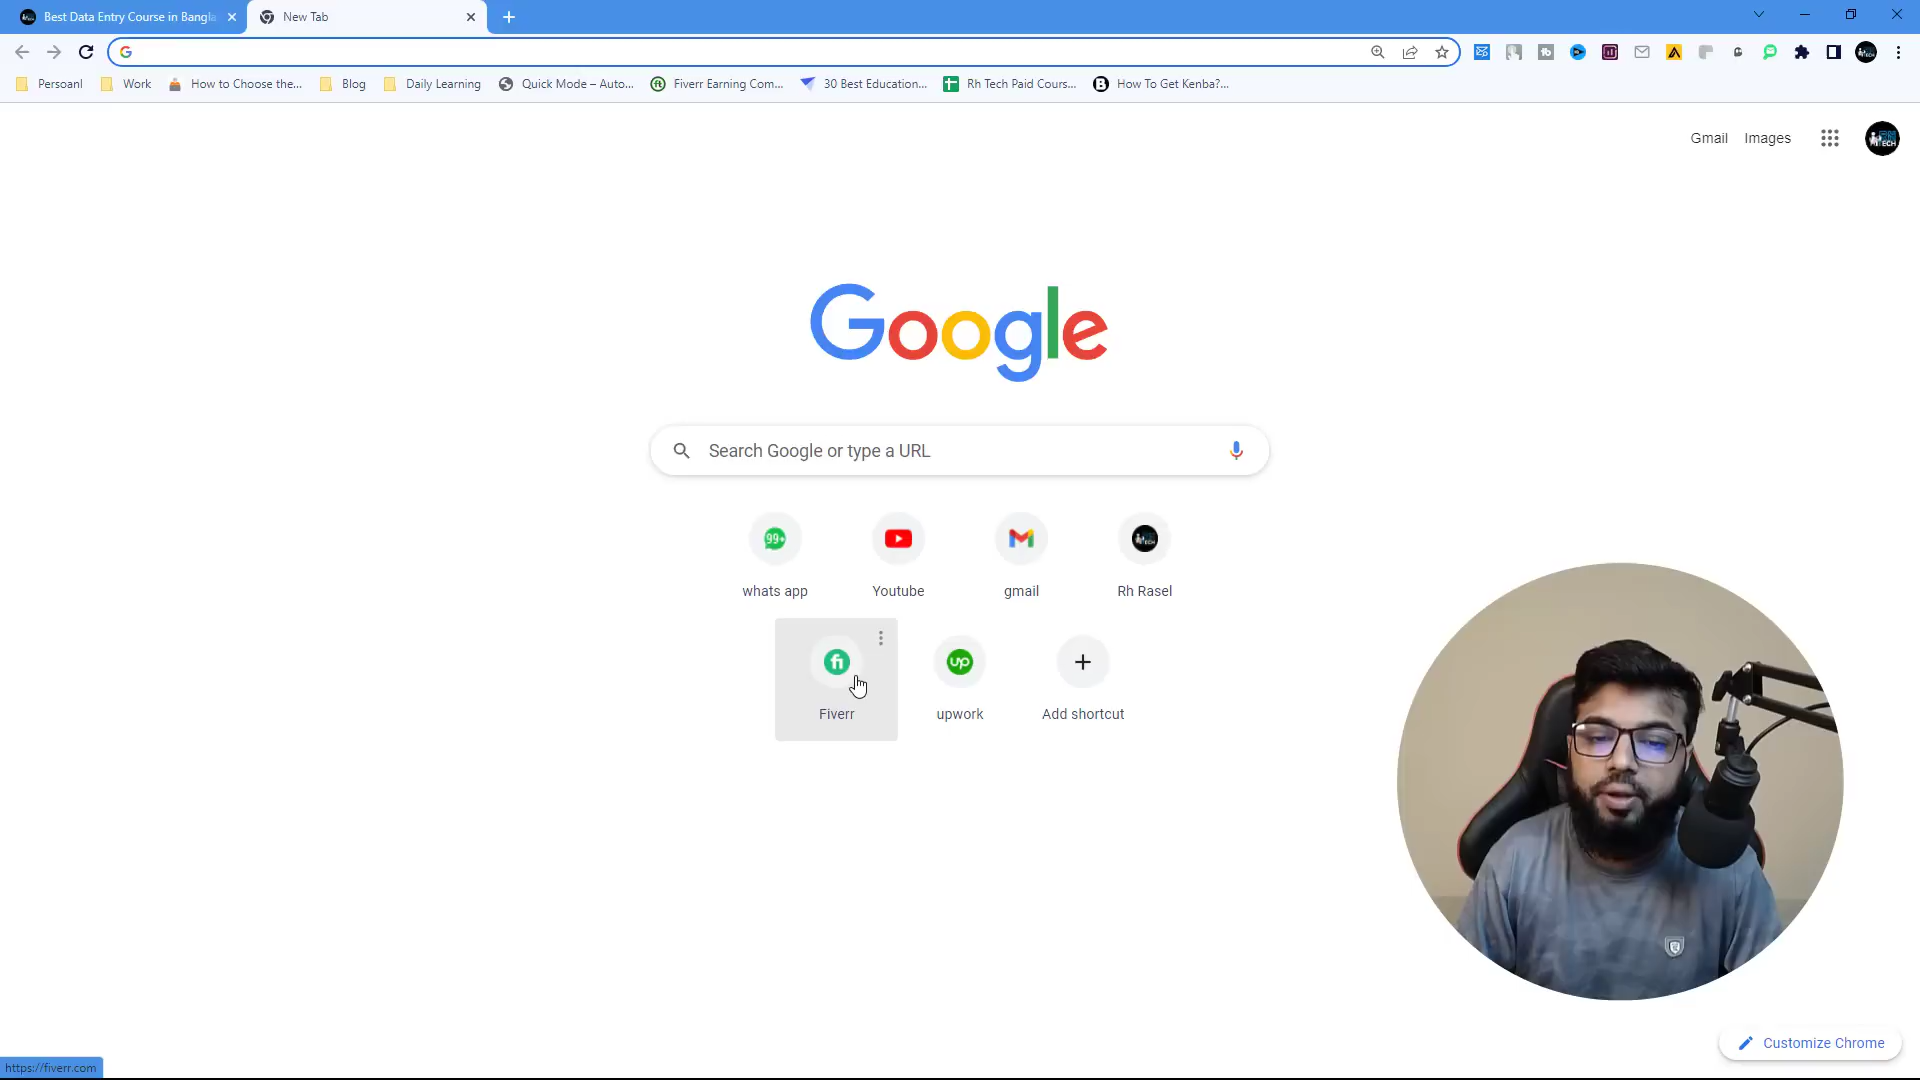 Best Data Entry Course in Bangla
New Tab
Persoanl
Work
How to Choose the...
Blog
Daily Learning
Quick Mode – Auto...
Fiverr Earning Com...
30 Best Education...
Rh Tech Paid Cours...
How To Get Kenba?...
Gmail
Images
Google
Search Google or type a URL
99+
whats app
Youtube
gmail
Rh Rasel
fi
up
Fiverr
upwork
Add shortcut
Customize Chrome
https://fiverr.com